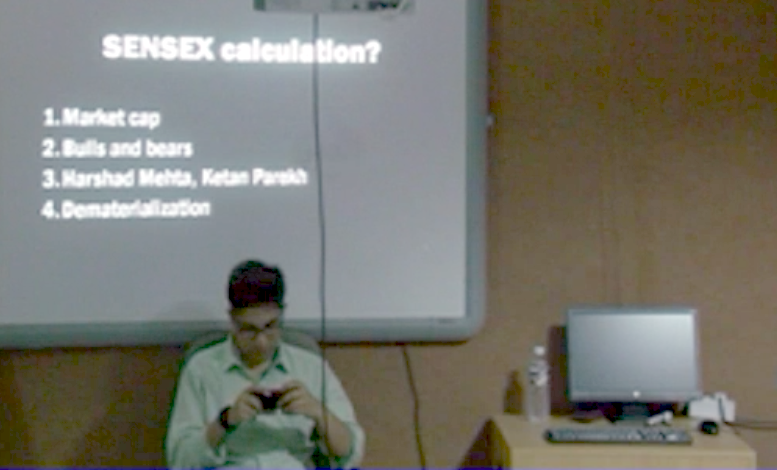 SENSEX calculation?
1. Market cap
2. Bulls and bears
3. Harshad Mehta, Ketan Parekh
4. Dematerialization